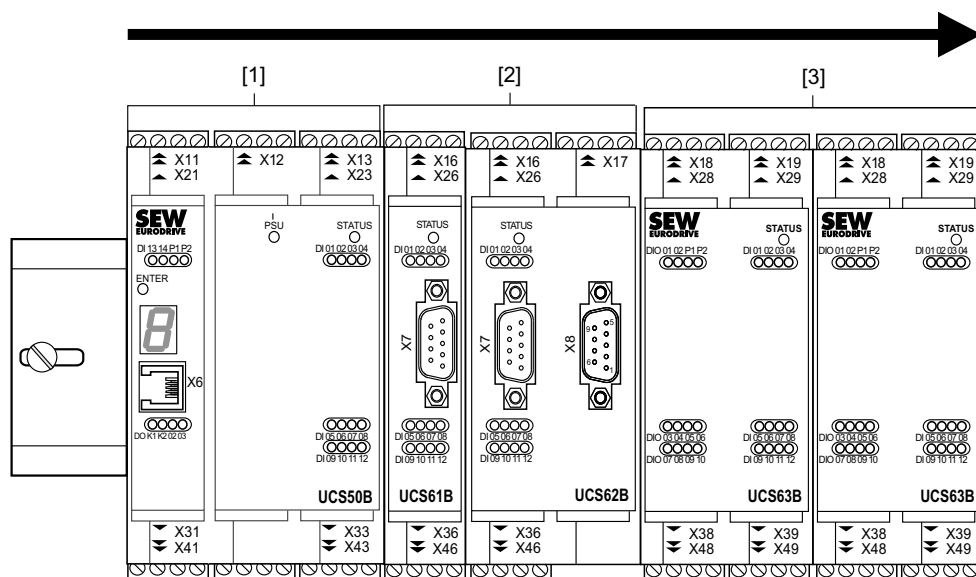 [1] [2] [3]
X11 X12 X13 X16 X16 X17 X18 X19 X18 X19
X21 X23 X26 X26 X28 X29 X28 X29
SEW
EURODRIVE
PSU STATUS STATUS STATUS
SEW
EURODRIVE
STATUS
SEW
EURODRIVE
STATUS
DI 13 14 P1 P2 DI 01 02 03 04 DI 01 02 03 04 DI 01 02 03 04 DIO 01 02 P1 P2 DI 01 02 03 04 DIO 01 02 P1 P2 DI 01 02 03 04
ENTER
8
X7 X7 X8
9 5
6 1
X6
DO K1 K2 02 03 DI 05 06 07 08 DI 05 06 07 08 DI 05 06 07 08 DIO 03 04 05 06 DI 05 06 07 08 DIO 03 04 05 06 DI 05 06 07 08
DI 09 10 11 12 DI 09 10 11 12 DI 09 10 11 12 DIO 07 08 09 10 DI 09 10 11 12 DIO 07 08 09 10 DI 09 10 11 12
UCS50B UCS61B UCS62B UCS63B UCS63B
X31 X33 X36 X36 X38 X39 X38 X39
X41 X43 X46 X46 X48 X49 X48 X49